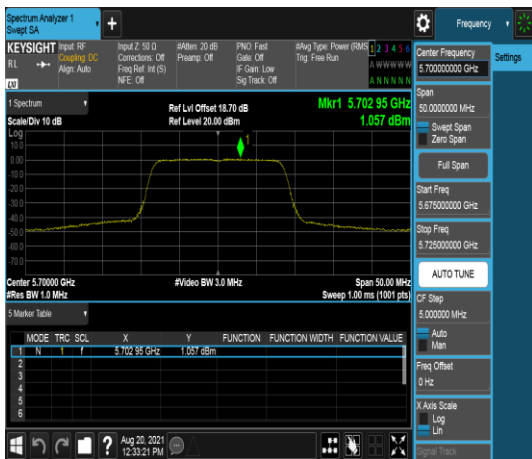 Spectrum Analyzer 1
Swept SA
Frequency
KEYSIGHT Input: RF Input Z: 50 Ω #Atten: 20 dB PNO: Fast #Avg Type: Power (RMS 1 2 3 4 5 6
RL Coupling: DC Corrections: Off Preamp: Off Gate: Off Trig: Free Run
Align: Auto Freq Ref: Int (S) IF Gain: Low A W W W W W
NFE: Off Sig Track: Off A N N N N N
LXI
1 Spectrum
Scale/Div 10 dB
Ref Lvl Offset 18.70 dB
Ref Level 20.00 dBm
Mkr1 5.702 95 GHz
1.057 dBm
Log
10.0
0.00
-10.0
-20.0
-30.0
-40.0
-50.0
-60.0
-70.0
1
Center 5.70000 GHz #Video BW 3.0 MHz Span 50.00 MHz
#Res BW 1.0 MHz Sweep 1.00 ms (1001 pts)
5 Marker Table
MODE TRC SCL X Y FUNCTION FUNCTION WIDTH FUNCTION VALUE
1 N 1 f 5.702 95 GHz 1.057 dBm
2
3
4
5
6
Aug 20, 2021
12:33:21 PM
Center Frequency
5.700000000 GHz
Settings
Span
50.0000000 MHz
Swept Span
Zero Span
Full Span
Start Freq
5.675000000 GHz
Stop Freq
5.725000000 GHz
AUTO TUNE
CF Step
5.000000 MHz
Auto
Man
Freq Offset
0 Hz
X Axis Scale
Log
Lin
Signal Track